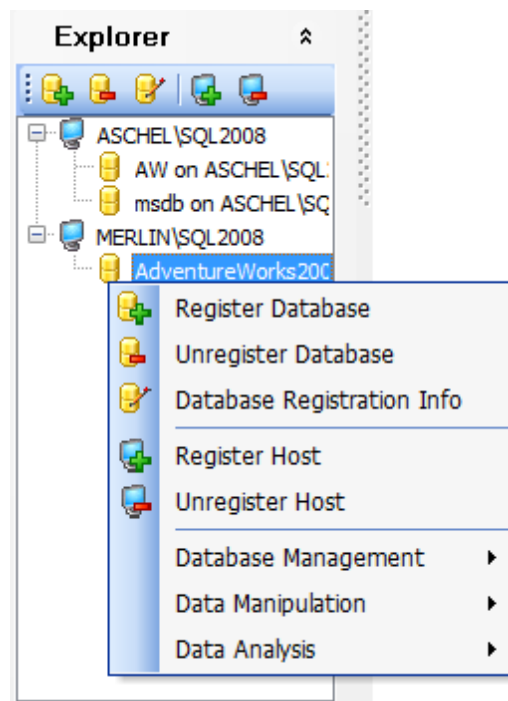 Explorer
ASCHEL\SQL2008
AW on ASCHEL\SQL
msdb on ASCHEL\SQ
MERLIN\SQL2008
AdventureWorks200
Register Database
Unregister Database
Database Registration Info
Register Host
Unregister Host
Database Management
Data Manipulation
Data Analysis